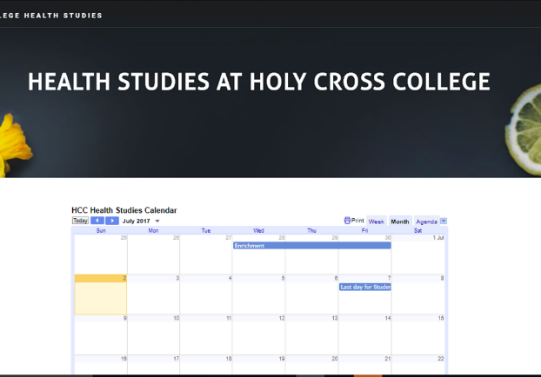 LEGE HEALTH STUDIES
HEALTH STUDIES AT HOLY CROSS COLLEGE
HCC Health Studies Calendar
Today July 2017 Print Week Month Agenda
Sun Mon Tue Wed Thu Fri Sat
25 26 27 28 29 30 1 Jul
Enrichment
2 3 4 5 6 7 8
Last day for Studen
9 10 11 12 13 14 15
16 17 18 19 20 21 22